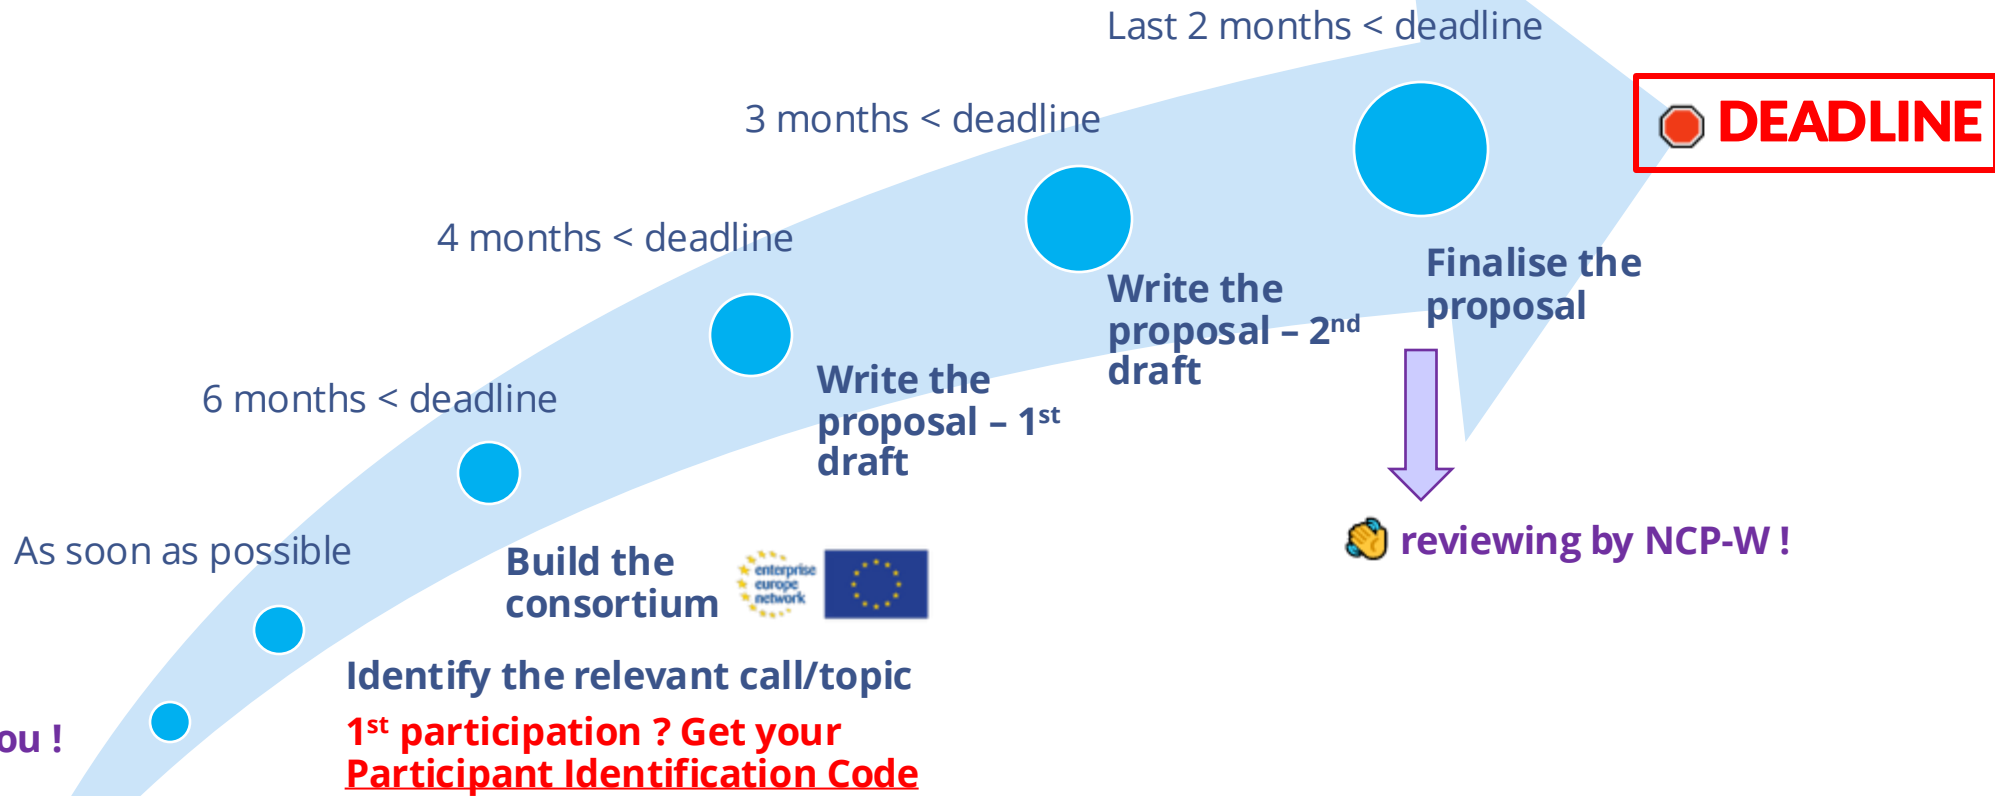 Last 2 months < deadline
DEADLINE
3 months < deadline
4 months < deadline
Finalise the
proposal
Write the
proposal – 2nd
draft
Write the
proposal – 1st
draft
6 months < deadline
reviewing by NCP-W !
As soon as possible
Build the
consortium
enterprise
europe
network
Identify the relevant call/topic
1st participation ? Get your
Participant Identification Code
ou !